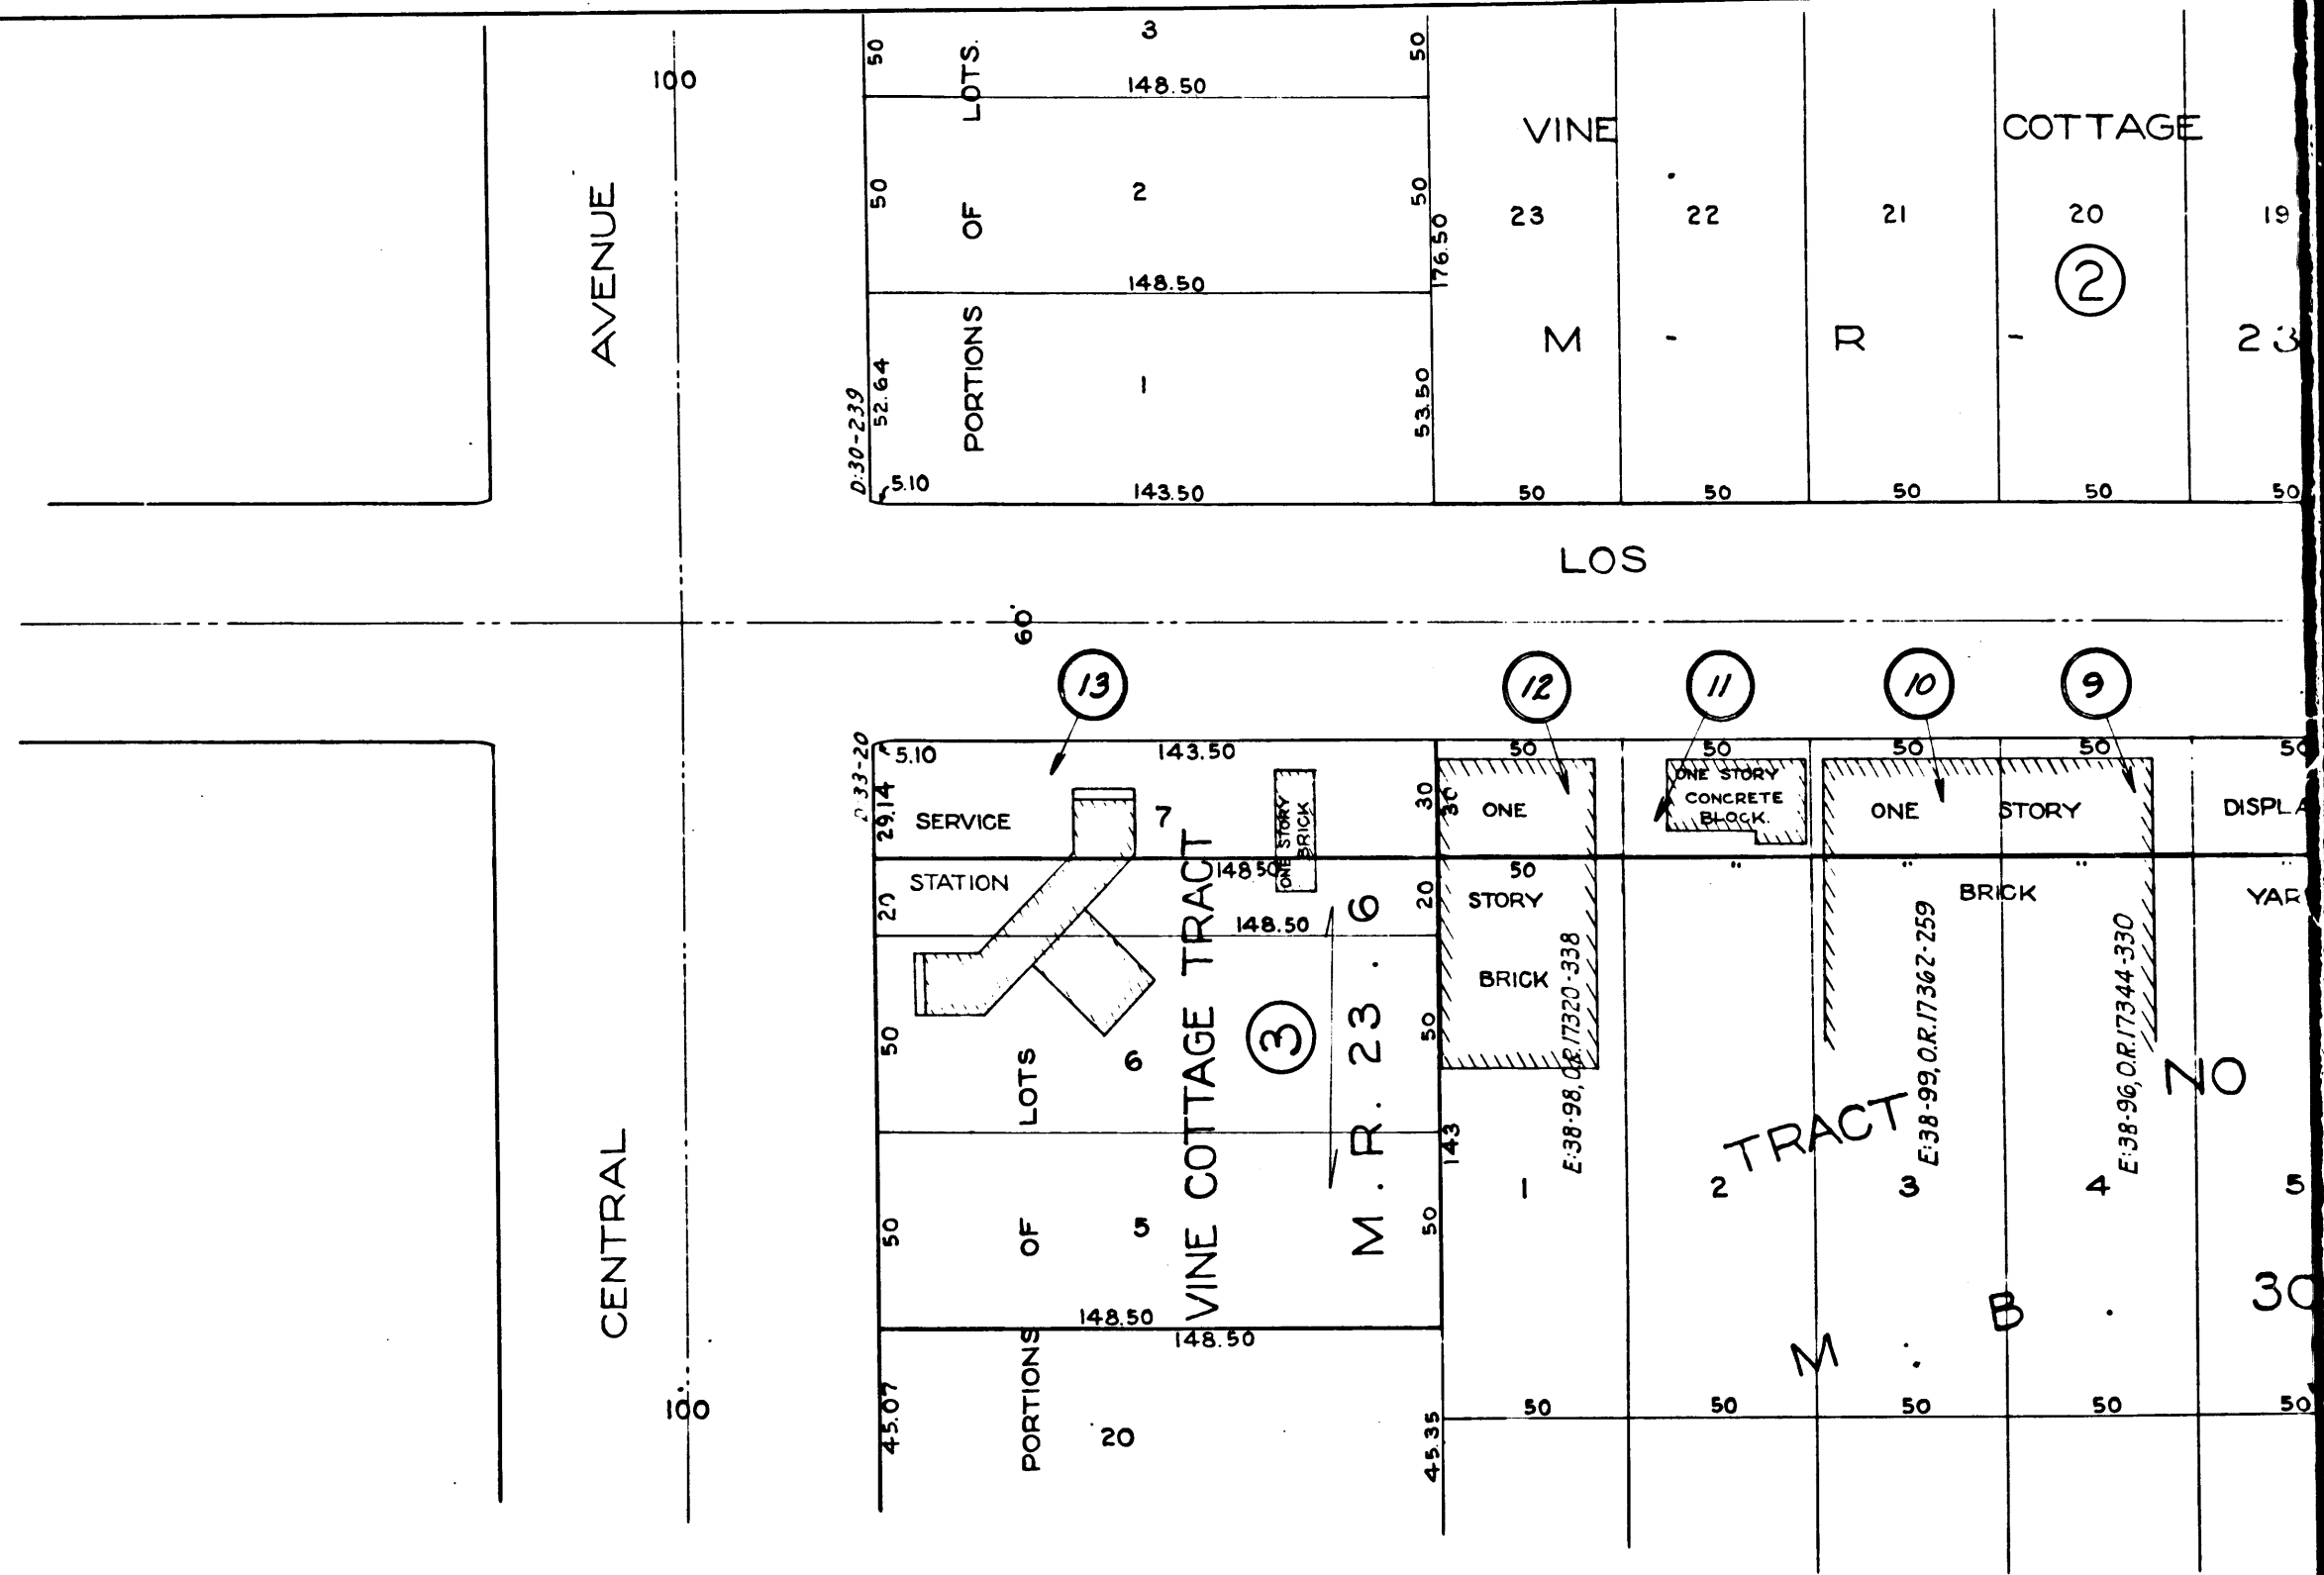 100
AVENUE
50
PORTIONS OF LOTS.
3
50
148.50
50
2
50
148.50
176.50
D:30-239
52.64
1
53.50
5.10
143.50
VINE COTTAGE
23 22 21 20 19
2
M - R - 23
50 50 50 50 50
LOS
60
13 12 11 10 9
D:33-20
5.10
143.50
50 50 50 50 50
29.14
SERVICE
7
ONE STORY
BRICK
30
30
ONE
ONE STORY
CONCRETE
BLOCK.
ONE STORY
148.50
50 " " " "
STATION
20
148.50
20
STORY
BRICK
BRICK
50
6
50
VINE COTTAGE TRACT
3
M. R. 23. 6
E:38-98, O.R.17320-338
E:38-99, O.R.17362-259
E:38-96, O.R.17344-330
TRACT NO
143
CENTRAL
PORTIONS OF LOTS
50
5
50
1 2 3 4 5
148.50
148.50
M. B. 30
100
45.07
20
45.35
50 50 50 50 50